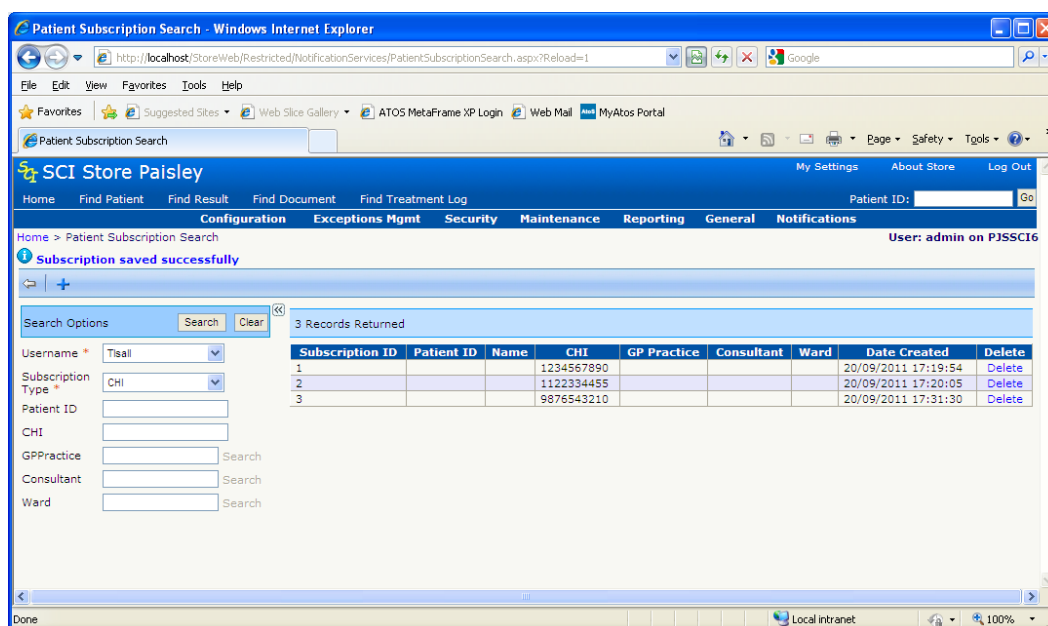 Patient Subscription Search - Windows Internet Explorer
http://localhost/StoreWeb/Restricted/NotificationServices/PatientSubscriptionSearch.aspx?Reload=1
Google
File Edit View Favorites Tools Help
Favorites Suggested Sites Web Slice Gallery ATOS MetaFrame XP Login Web Mail Atos MyAtos Portal
Patient Subscription Search Page Safety Tools
SCI Store Paisley My Settings About Store Log Out
Home Find Patient Find Result Find Document Find Treatment Log Patient ID: Go
Configuration Exceptions Mgmt Security Maintenance Reporting General Notifications
Home > Patient Subscription Search User: admin on PJSSCI6
Subscription saved successfully
Search Options Search Clear 3 Records Returned
Username * Tisall
Subscription Type * CHI
Patient ID
CHI
GPPractice Search
Consultant Search
Ward Search
Subscription ID Patient ID Name CHI GP Practice Consultant Ward Date Created Delete
1 1234567890 20/09/2011 17:19:54 Delete
2 1122334455 20/09/2011 17:20:05 Delete
3 9876543210 20/09/2011 17:31:30 Delete
Done Local intranet 100%